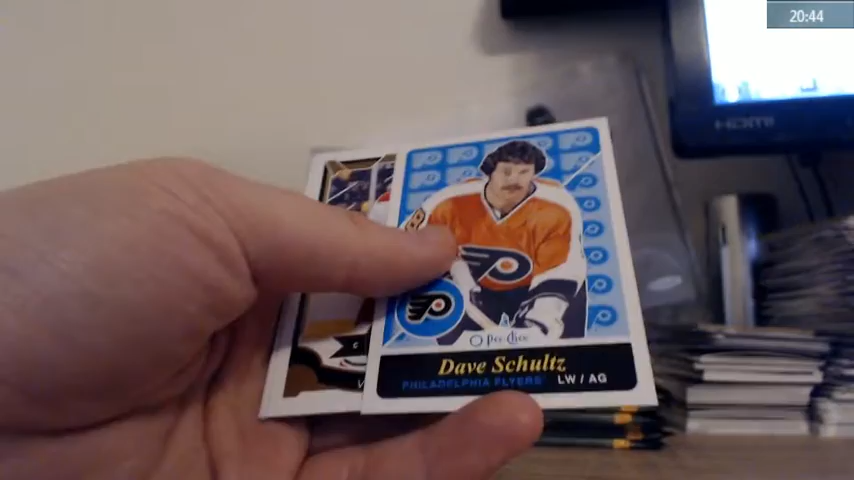 20:44
HDMI
O-Pee-Chee
Dave Schultz
PHILADELPHIA FLYERS LW / AG
C